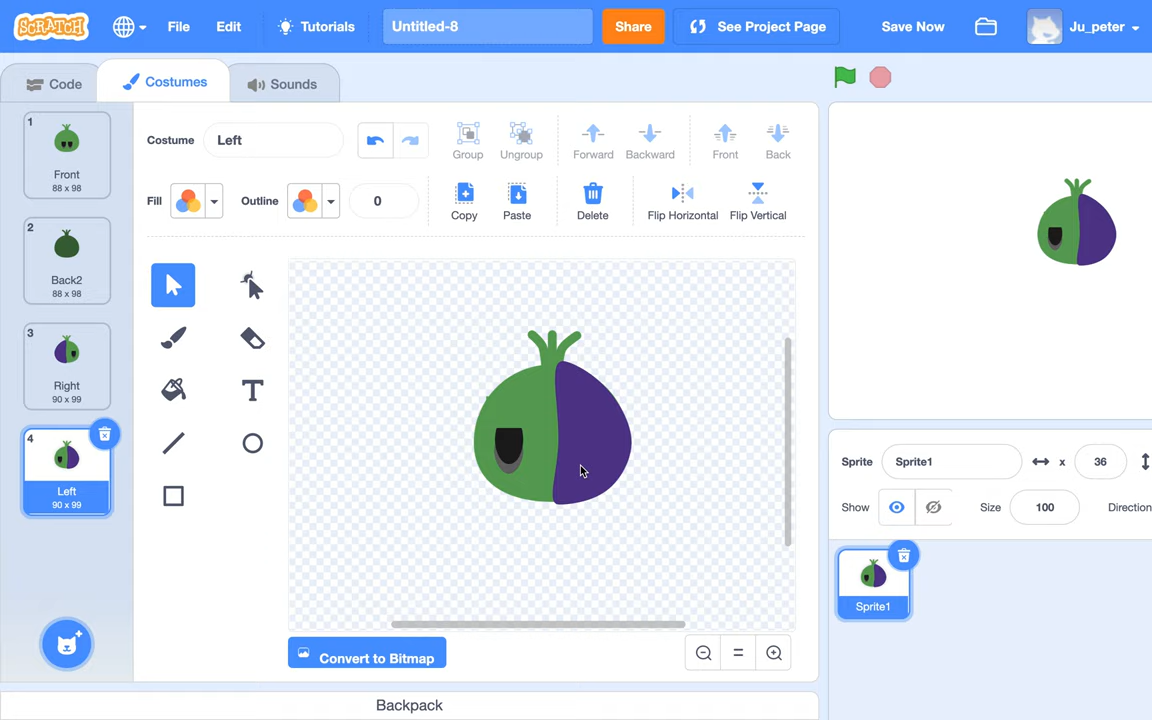 SCRATCH File Edit Tutorials Untitled-8 Share See Project Page Save Now Ju_peter
Code Costumes Sounds
1
Front
88 x 98
2
Back2
88 x 98
3
Right
90 x 99
4
Left
90 x 99
Costume Left Group Ungroup Forward Backward Front Back
Fill Outline 0 Copy Paste Delete Flip Horizontal Flip Vertical
T
Convert to Bitmap
Backpack
Sprite Sprite1 x 36
Show Size 100 Direction
Sprite1